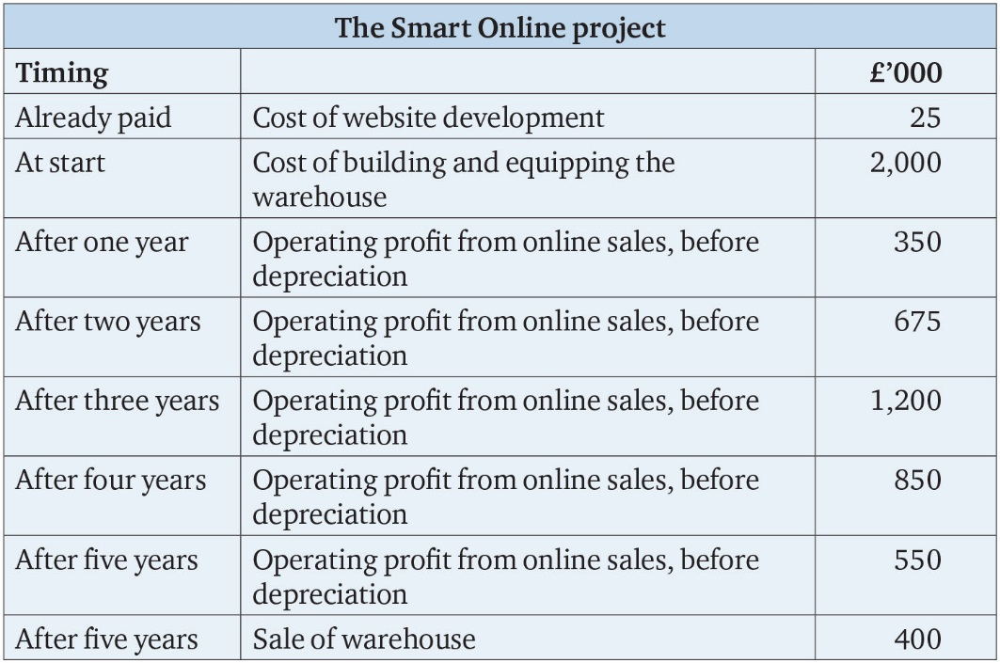 The Smart Online project
Timing £’000
Already paid Cost of website development 25
At start Cost of building and equipping the 2,000
warehouse
After one year Operating profit from online sales, before 350
depreciation
After two years Operating profit from online sales, before 675
depreciation
After three years Operating profit from online sales, before 1,200
depreciation
After four years Operating profit from online sales, before 850
depreciation
After five years Operating profit from online sales, before 550
depreciation
After five years Sale of warehouse 400